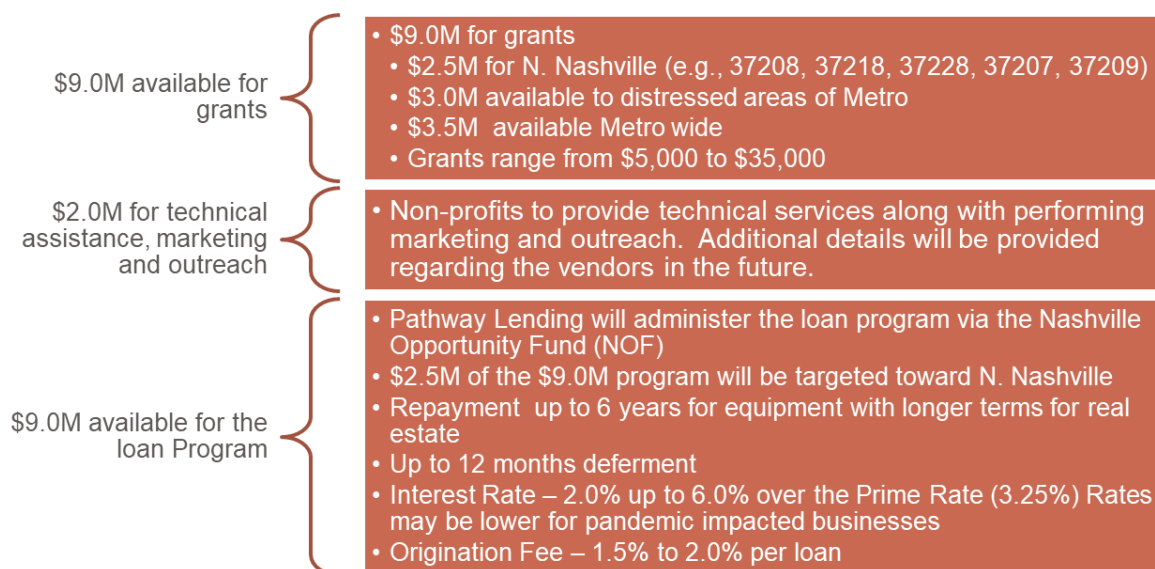 $9.0M available for
grants
• $9.0M for grants
• $2.5M for N. Nashville (e.g., 37208, 37218, 37228, 37207, 37209)
• $3.0M available to distressed areas of Metro
• $3.5M  available Metro wide
• Grants range from $5,000 to $35,000
$2.0M for technical
assistance, marketing
and outreach
• Non-profits to provide technical services along with performing
marketing and outreach.  Additional details will be provided
regarding the vendors in the future.
$9.0M available for the
loan Program
• Pathway Lending will administer the loan program via the Nashville
Opportunity Fund (NOF)
• $2.5M of the $9.0M program will be targeted toward N. Nashville
• Repayment  up to 6 years for equipment with longer terms for real
estate
• Up to 12 months deferment
• Interest Rate – 2.0% up to 6.0% over the Prime Rate (3.25%) Rates
may be lower for pandemic impacted businesses
• Origination Fee – 1.5% to 2.0% per loan